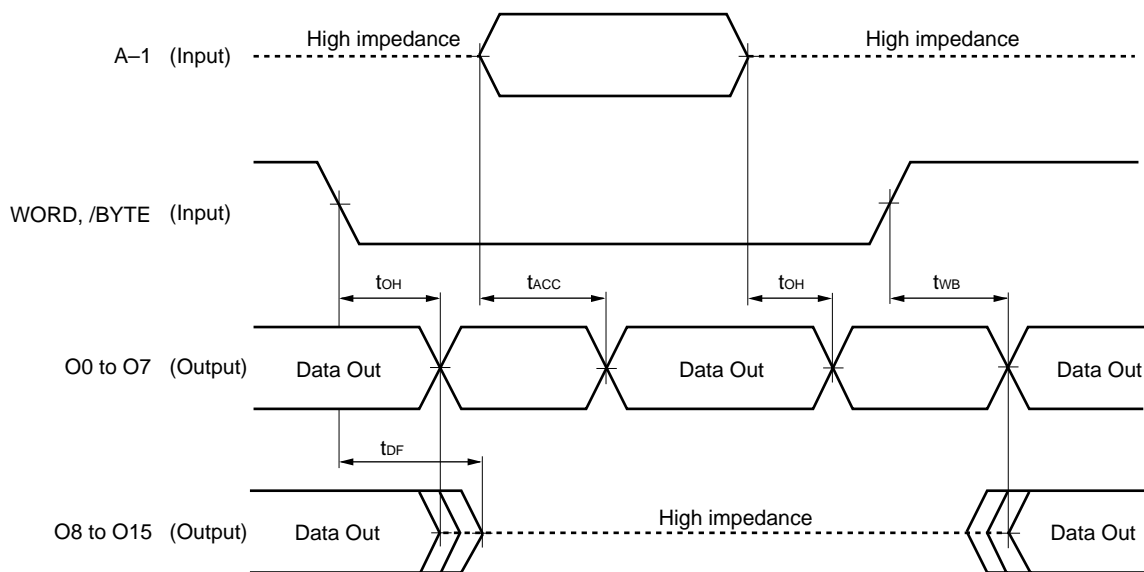 High impedance
High impedance
A–1 (Input)
WORD, /BYTE (Input)
tOH
tACC
tOH
tWB
O0 to O7 (Output)
Data Out
Data Out
Data Out
tDF
O8 to O15 (Output)
Data Out
High impedance
Data Out